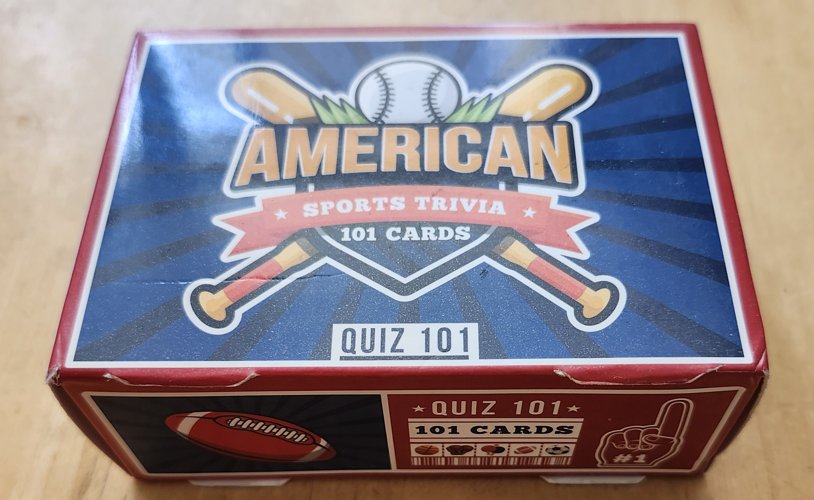 AMERICAN
SPORTS TRIVIA
101 CARDS
QUIZ 101
QUIZ 101
101 CARDS
#1